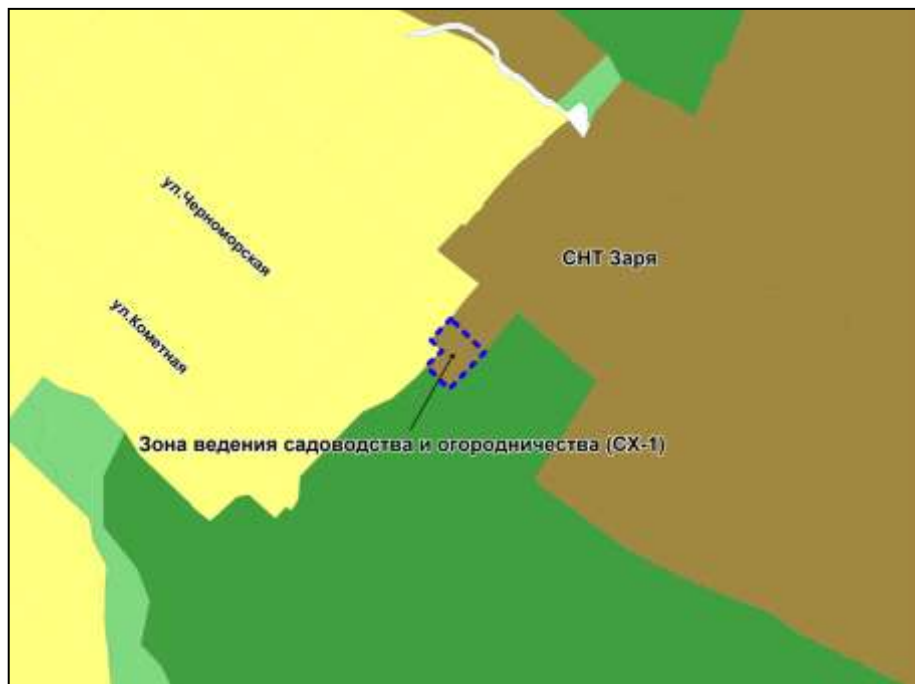 ул.Черноморская
СНТ Заря
ул.Кометная
Зона ведения садоводства и огородничества (СХ-1)